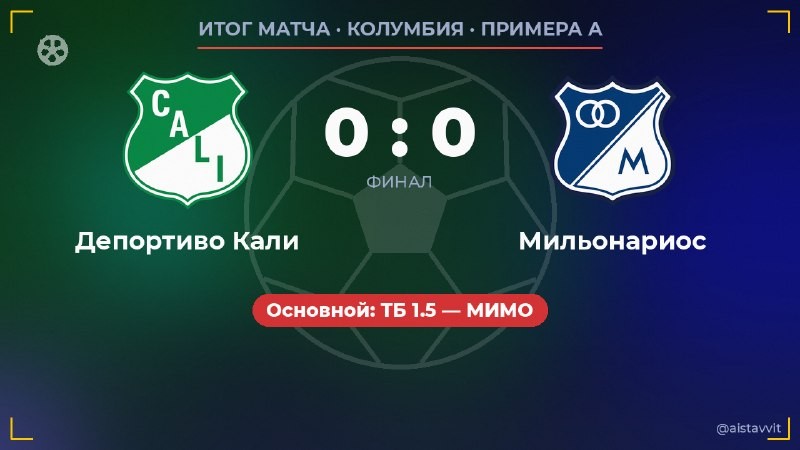 ИТОГ МАТЧА · КОЛУМБИЯ · ПРИМЕРА А
CALI
0 : 0
M
ФИНАЛ
Депортиво Кали
Мильонариос
Основной: ТБ 1.5 — МИМО
@aistavvit